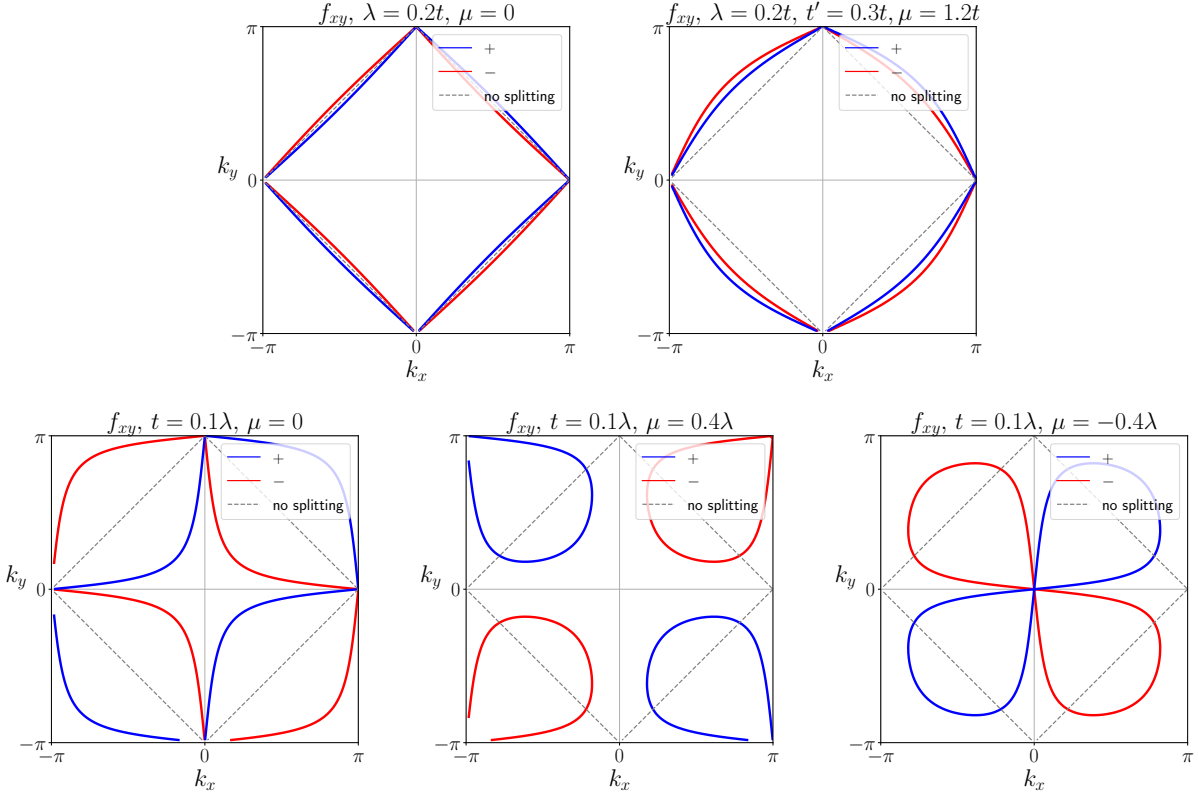 f_{xy}, λ = 0.2t, μ = 0
π
k_y
0
−π
−π
0
π
k_x
+
−
no splitting
f_{xy}, λ = 0.2t, t′ = 0.3t, μ = 1.2t
π
k_y
0
−π
−π
0
π
k_x
+
−
no splitting
f_{xy}, t = 0.1λ, μ = 0
π
k_y
0
−π
−π
0
π
k_x
+
−
no splitting
f_{xy}, t = 0.1λ, μ = 0.4λ
π
k_y
0
−π
−π
0
π
k_x
+
−
no splitting
f_{xy}, t = 0.1λ, μ = −0.4λ
π
k_y
0
−π
−π
0
π
k_x
+
−
no splitting